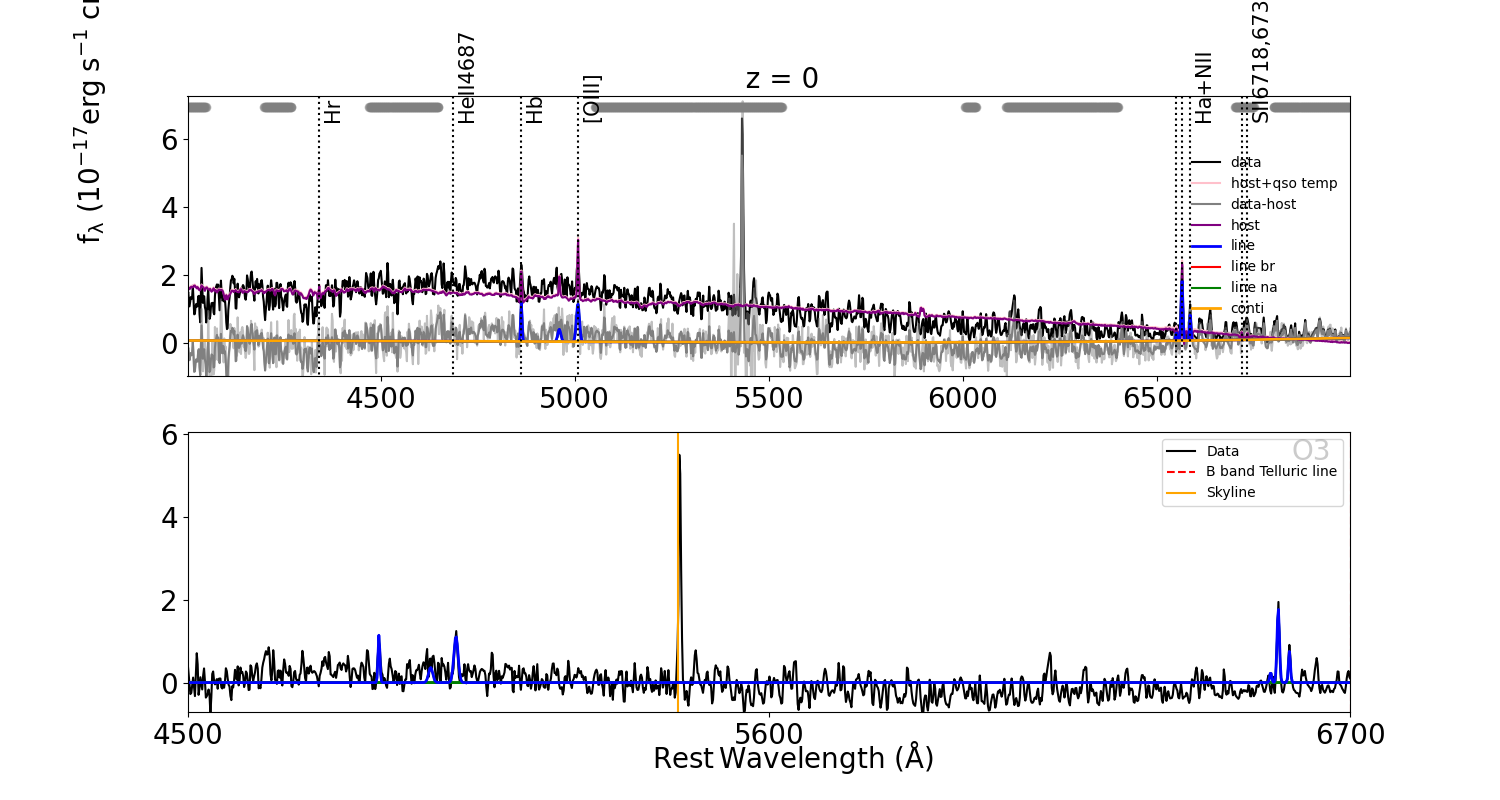 z = 0
f_λ (10^{−17}erg s^{−1}
Hr
HeII4687
Hb
[OIII]
Ha+NII
SII6718,673
6
4
2
0
data
host+qso temp
data-host
host
line
line br
line na
conti
4500
5000
5500
6000
6500
O3
6
4
2
0
Data
B band Telluric line
Skyline
4500
5600
6700
Rest Wavelength (Å)